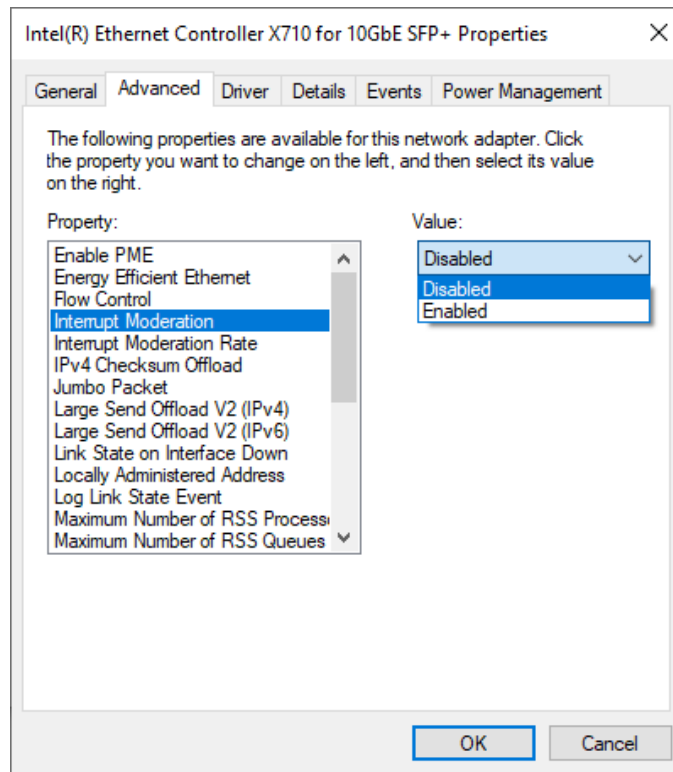 Intel(R) Ethernet Controller X710 for 10GbE SFP+ Properties
General Advanced Driver Details Events Power Management
The following properties are available for this network adapter. Click
the property you want to change on the left, and then select its value
on the right.
Property:
Enable PME
Energy Efficient Ethernet
Flow Control
Interrupt Moderation
Interrupt Moderation Rate
IPv4 Checksum Offload
Jumbo Packet
Large Send Offload V2 (IPv4)
Large Send Offload V2 (IPv6)
Link State on Interface Down
Locally Administered Address
Log Link State Event
Maximum Number of RSS Process
Maximum Number of RSS Queues
Value:
Disabled
Disabled
Enabled
OK Cancel